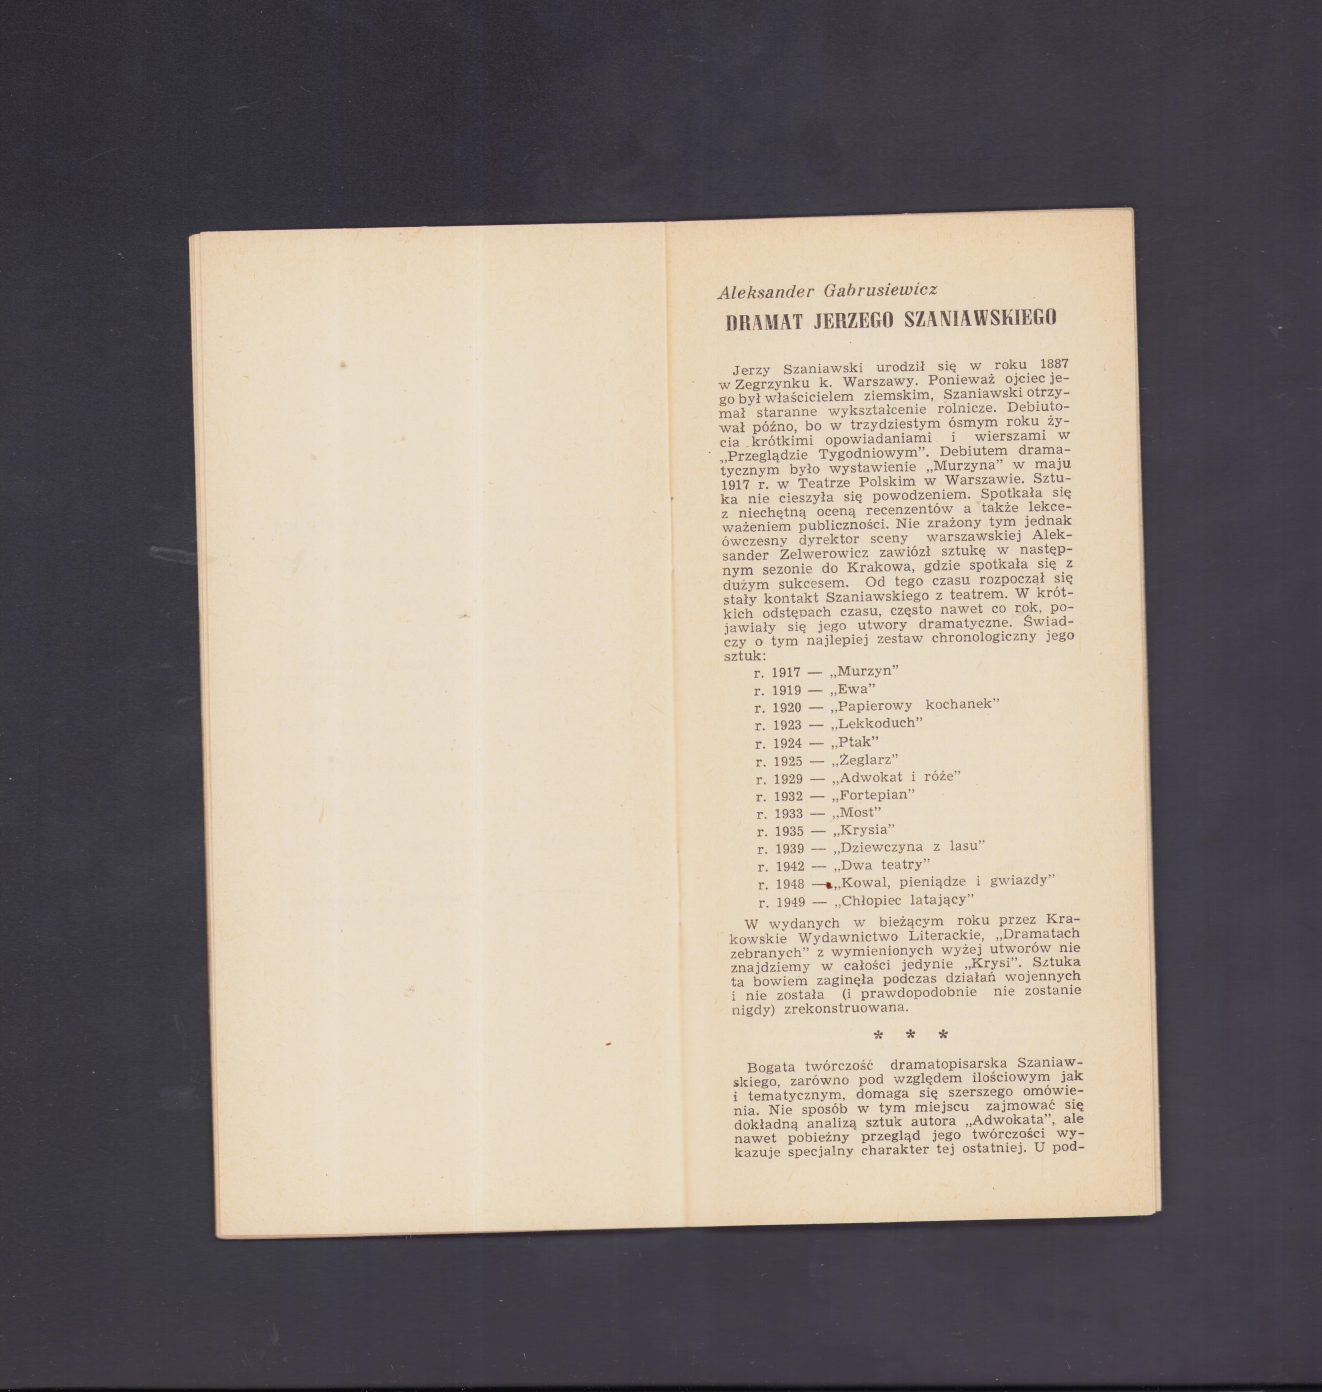 Aleksander Gabrusiewicz
DRAMAT JERZEGO SZANIAWSKIEGO
Jerzy Szaniawski urodził się w roku 1887
w Zegrzynku k. Warszawy. Ponieważ ojciec je-
go był właścicielem ziemskim, Szaniawski otrzy-
mał staranne wykształcenie rolnicze. Debiuto-
wał późno, bo w trzydziestym ósmym roku ży-
cia krótkimi opowiadaniami i wierszami w
„Przeglądzie Tygodniowym”. Debiutem drama-
tycznym było wystawienie „Murzyna” w maju
1917 r. w Teatrze Polskim w Warszawie. Sztu-
ka nie cieszyła się powodzeniem. Spotkała się
z niechętną oceną recenzentów a także lekce-
ważeniem publiczności. Nie zrażony tym jednak
ówczesny dyrektor sceny warszawskiej Alek-
sander Zelwerowicz zawiózł sztukę w następ-
nym sezonie do Krakowa, gdzie spotkała się z
dużym sukcesem. Od tego czasu rozpoczął się
stały kontakt Szaniawskiego z teatrem. W krót-
kich odstępach czasu, często nawet co rok, po-
jawiały się jego utwory dramatyczne. Świad-
czy o tym najlepiej zestaw chronologiczny jego
sztuk:
r. 1917 — „Murzyn”
r. 1919 — „Ewa”
r. 1920 — „Papierowy kochanek”
r. 1923 — „Lekkoduch”
r. 1924 — „Ptak”
r. 1925 — „Żeglarz”
r. 1929 — „Adwokat i róże”
r. 1932 — „Fortepian”
r. 1933 — „Most”
r. 1935 — „Krysia”
r. 1939 — „Dziewczyna z lasu”
r. 1942 — „Dwa teatry”
r. 1948 — „Kowal, pieniądze i gwiazdy”
r. 1949 — „Chłopiec latający”
W wydanych w bieżącym roku przez Kra-
kowskie Wydawnictwo Literackie, „Dramatach
zebranych” z wymienionych wyżej utworów nie
znajdziemy w całości jedynie „Krysi”. Sztuka
ta bowiem zaginęła podczas działań wojennych
i nie została (i prawdopodobnie nie zostanie
nigdy) zrekonstruowana.
* * *
Bogata twórczość dramatopisarska Szaniaw-
skiego, zarówno pod względem ilościowym jak
i tematycznym, domaga się szerszego omówie-
nia. Nie sposób w tym miejscu zajmować się
dokładną analizą sztuk autora „Adwokata”, ale
nawet pobieżny przegląd jego twórczości wy-
kazuje specjalny charakter tej ostatniej. U pod-